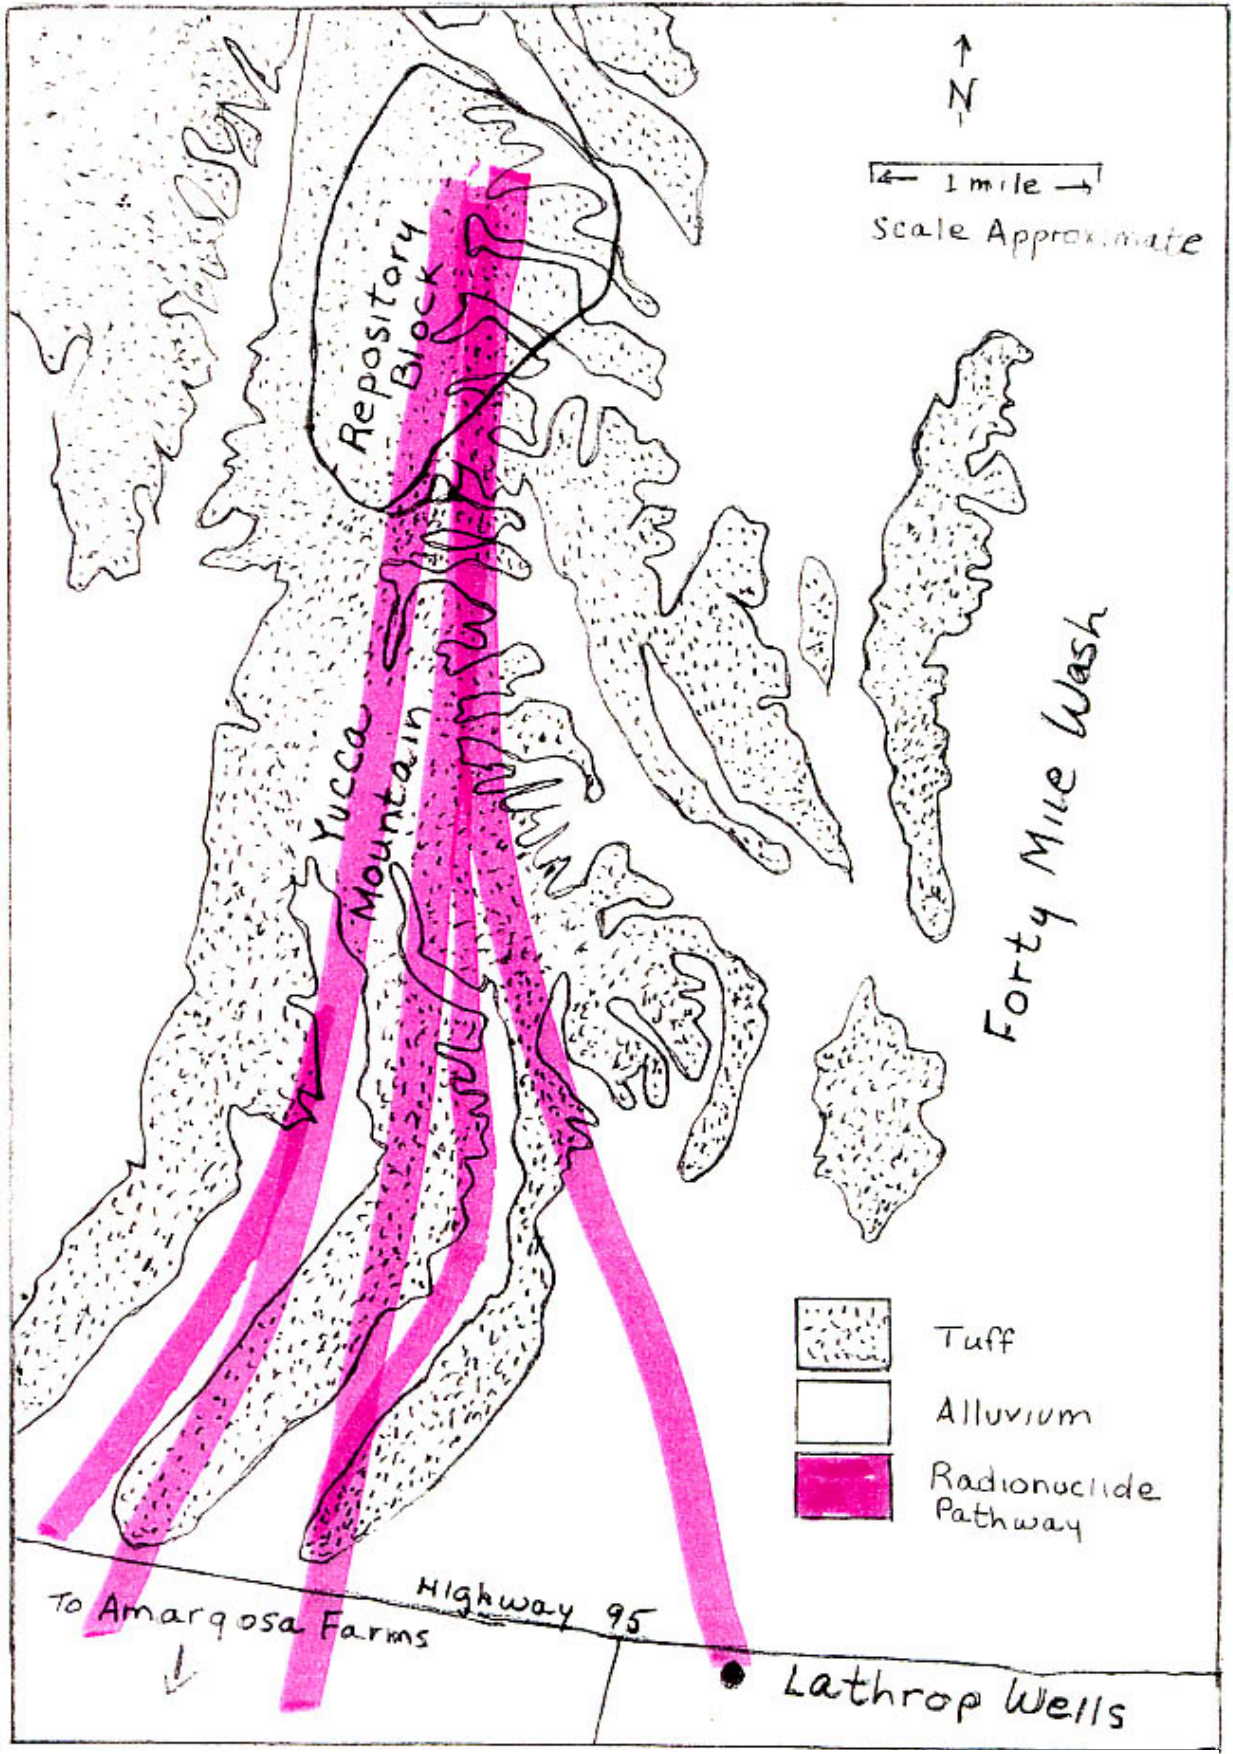 N
1 mile
Scale Approximate
Repository
Block
Yucca
Mountain
Forty Mile Wash
Tuff
Alluvium
Radionuclide
Pathway
Highway 95
To Amargosa Farms
Lathrop Wells